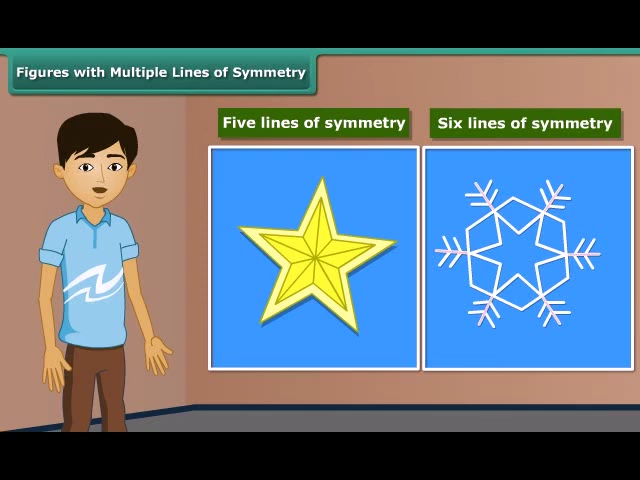 Figures with Multiple Lines of Symmetry
Five lines of symmetry
Six lines of symmetry